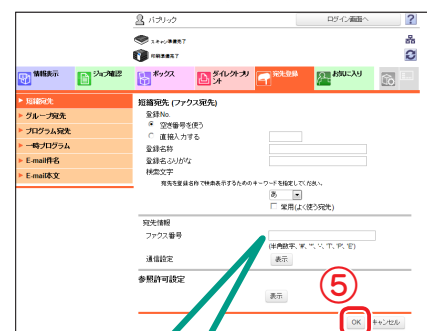 パブリック
ログイン画面へ
?
スキャン準備完了
印刷準備完了
情報表示
ジョブ確認
ボックス
ダイレクトプリント
宛先登録
お気に入り
短縮宛先
グループ宛先
プログラム宛先
一時プログラム
E-mail件名
E-mail本文
短縮宛先 (ファクス宛先)
登録No.
空き番号を使う
直接入力する
登録名称
登録名ふりがな
検索文字
宛先を登録名称で検索表示するためのキーワードを指定してください。
あ
常用(よく使う宛先)
宛先情報
ファクス番号
(半角数字、'#', '*', '-', 'T', 'P', 'E')
通信設定
表示
参照許可設定
表示
⑤
OK
キャンセル